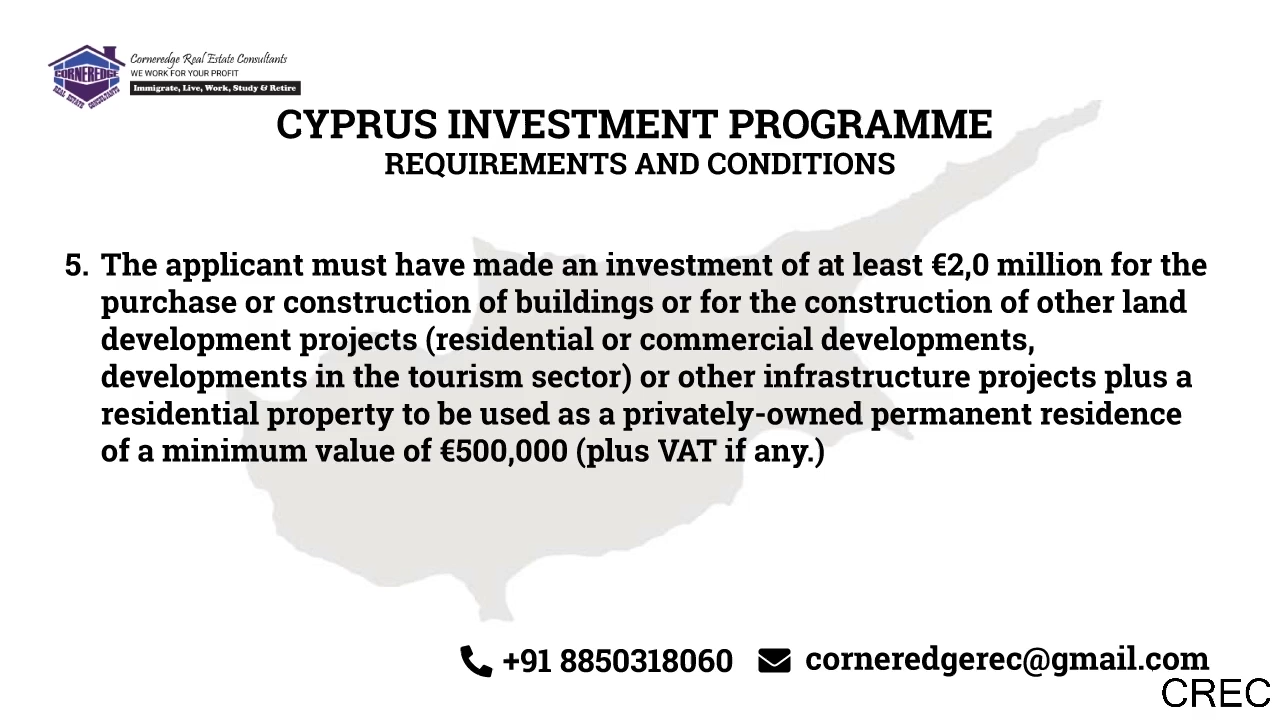 CORNEREDGE
REAL ESTATE CONSULTANTS
Corneredge Real Estate Consultants
WE WORK FOR YOUR PROFIT
Immigrate, Live, Work, Study & Retire
CYPRUS INVESTMENT PROGRAMME
REQUIREMENTS AND CONDITIONS
5. The applicant must have made an investment of at least €2,0 million for the
purchase or construction of buildings or for the construction of other land
development projects (residential or commercial developments,
developments in the tourism sector) or other infrastructure projects plus a
residential property to be used as a privately-owned permanent residence
of a minimum value of €500,000 (plus VAT if any.)
+91 8850318060 corneredgerec@gmail.com
CREC